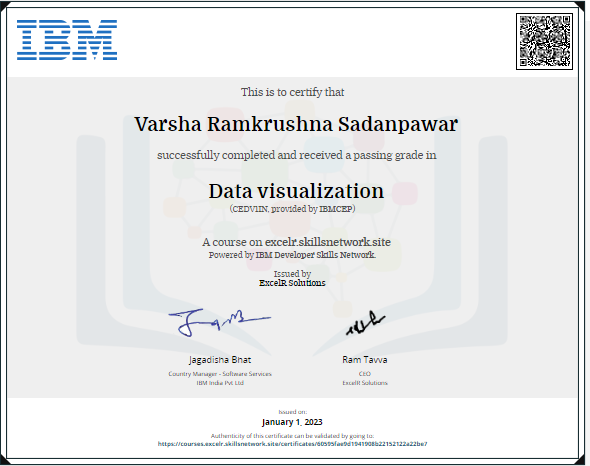 IBM
This is to certify that
Varsha Ramkrushna Sadanpawar
successfully completed and received a passing grade in
Data visualization
(CEDV1IN, provided by IBMCEP)
A course on excelr.skillsnetwork.site
Powered by IBM Developer Skills Network.
Issued by
ExcelR Solutions
Jagadisha Bhat
Country Manager - Software Services
IBM India Pvt Ltd
Ram Tavva
CEO
ExcelR Solutions
Issued on:
January 1, 2023
Authenticity of this certificate can be validated by going to:
https://courses.excelr.skillsnetwork.site/certificates/60595fae9d1941908b22152122a22be7